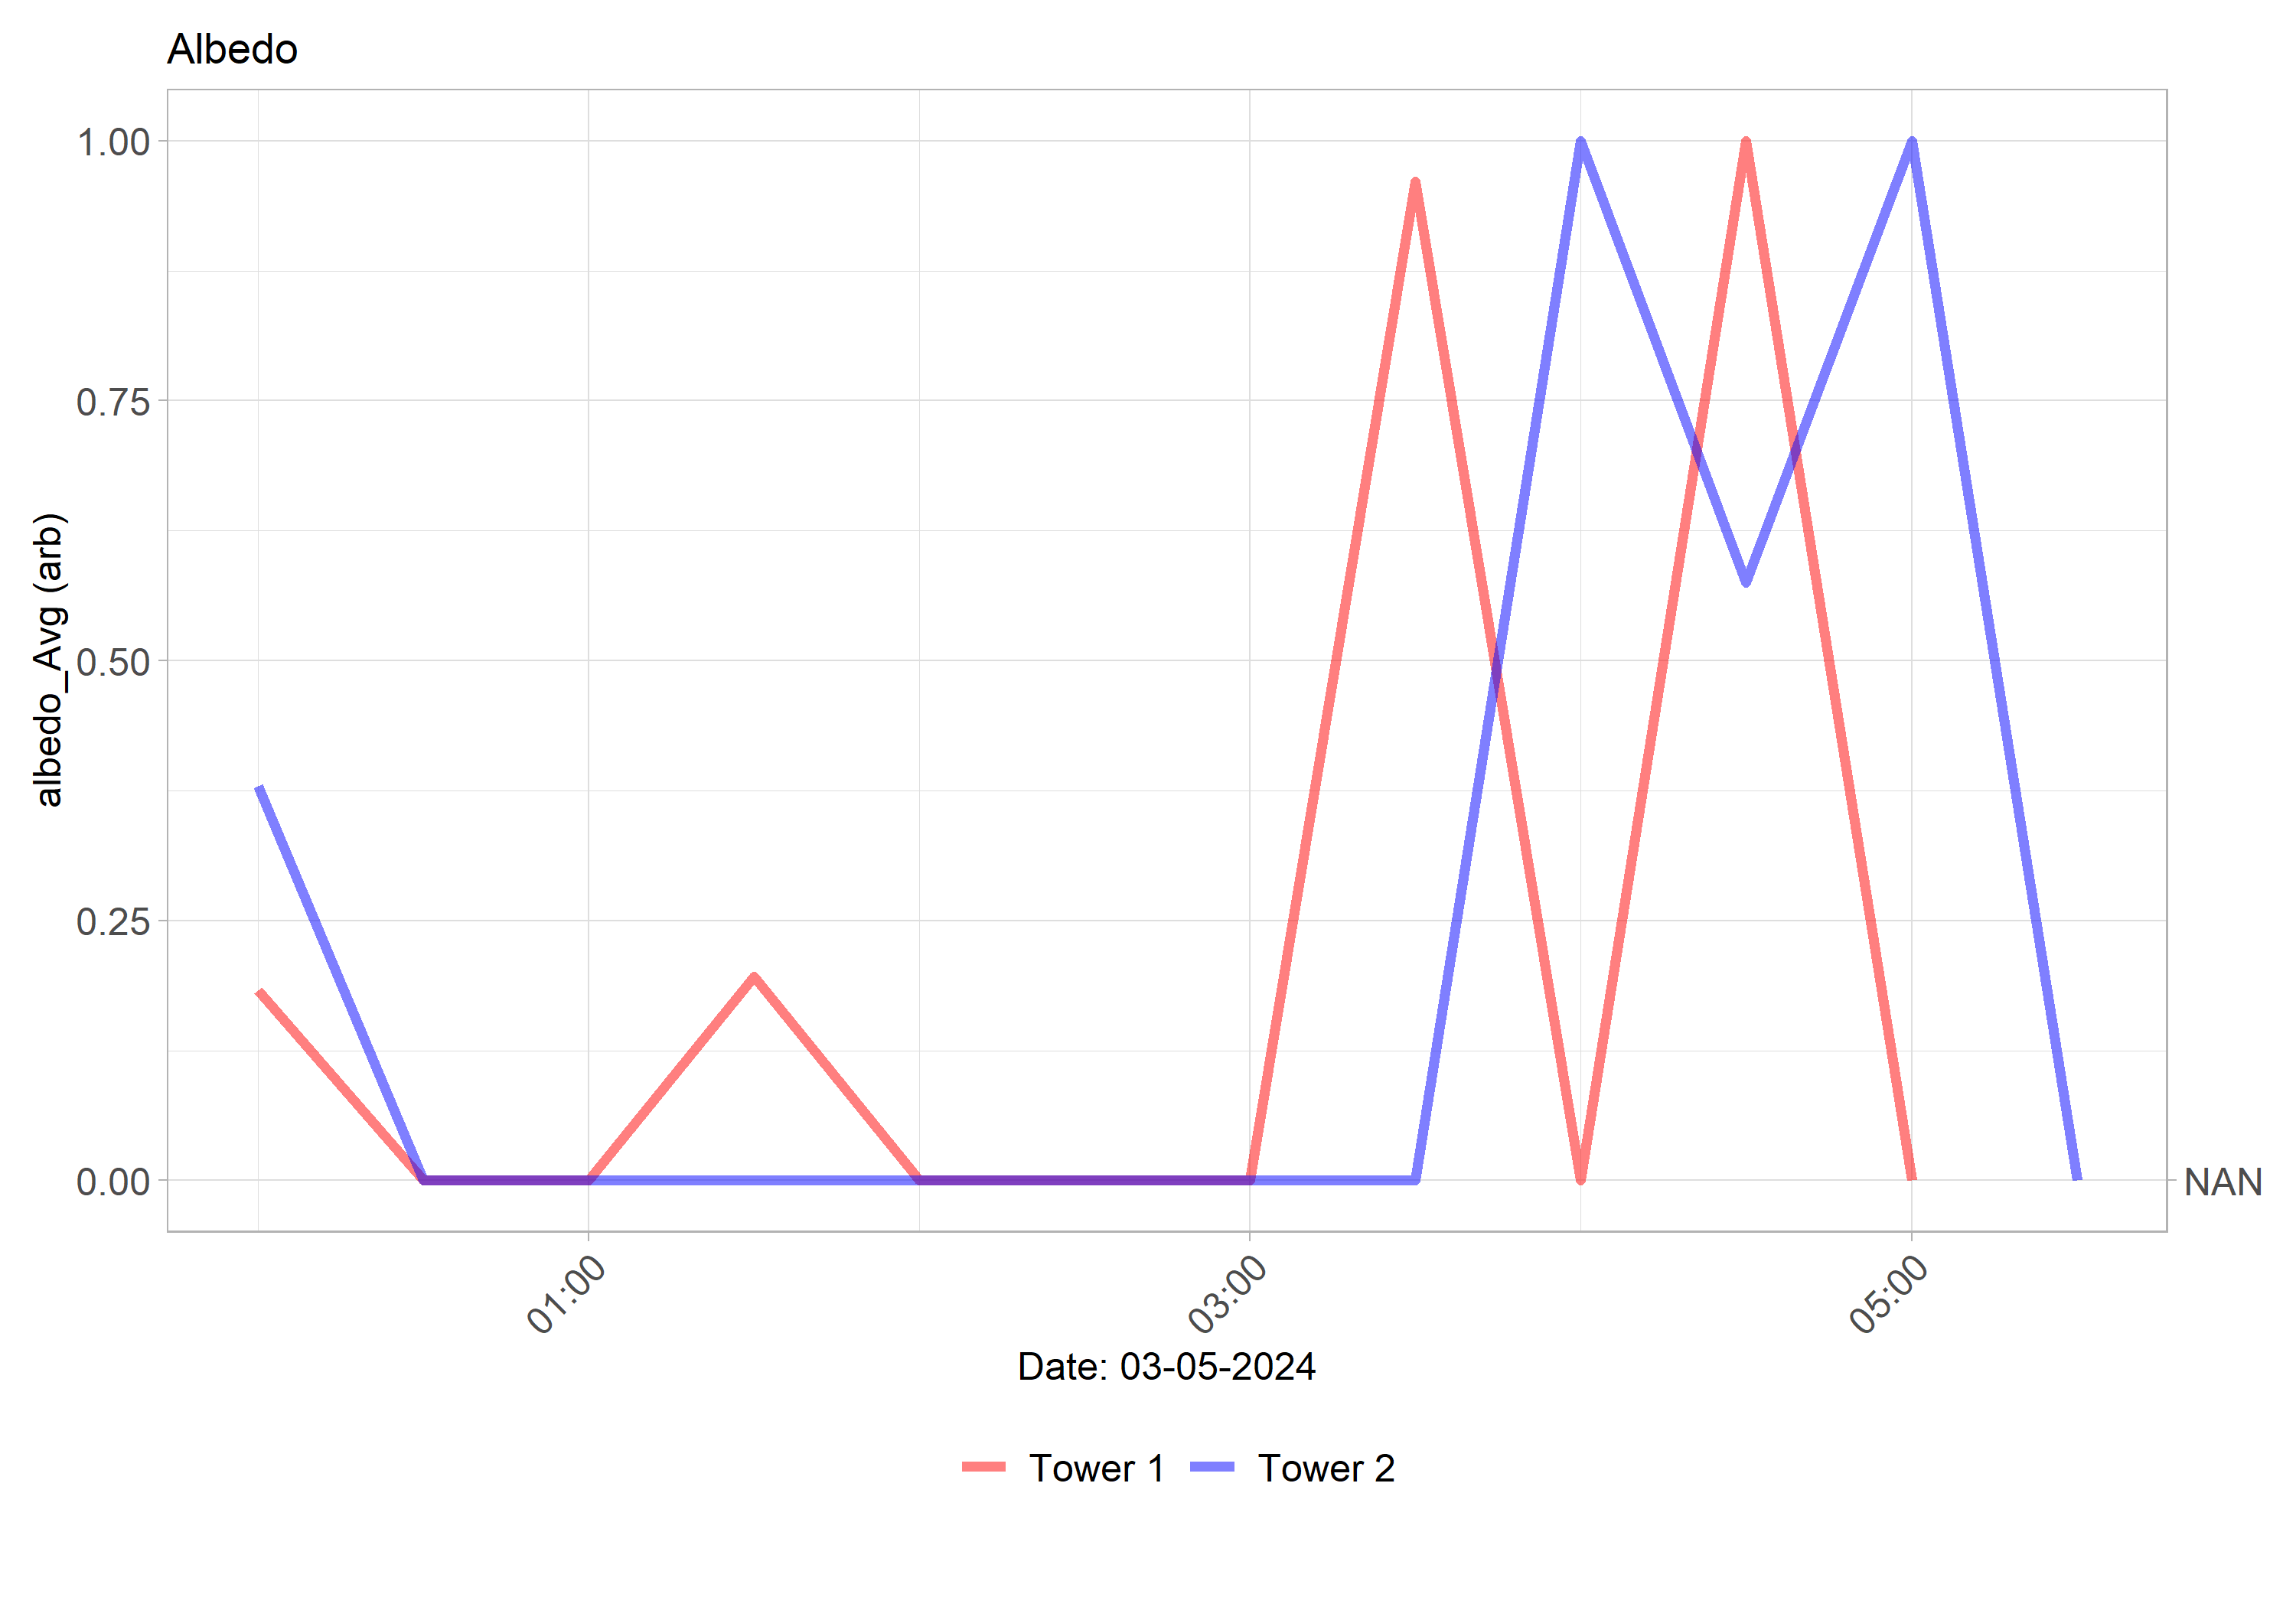 Albedo
albedo_Avg (arb)
1.00
0.75
0.50
0.25
0.00
NAN
01:00
03:00
05:00
Date: 03-05-2024
Tower 1
Tower 2